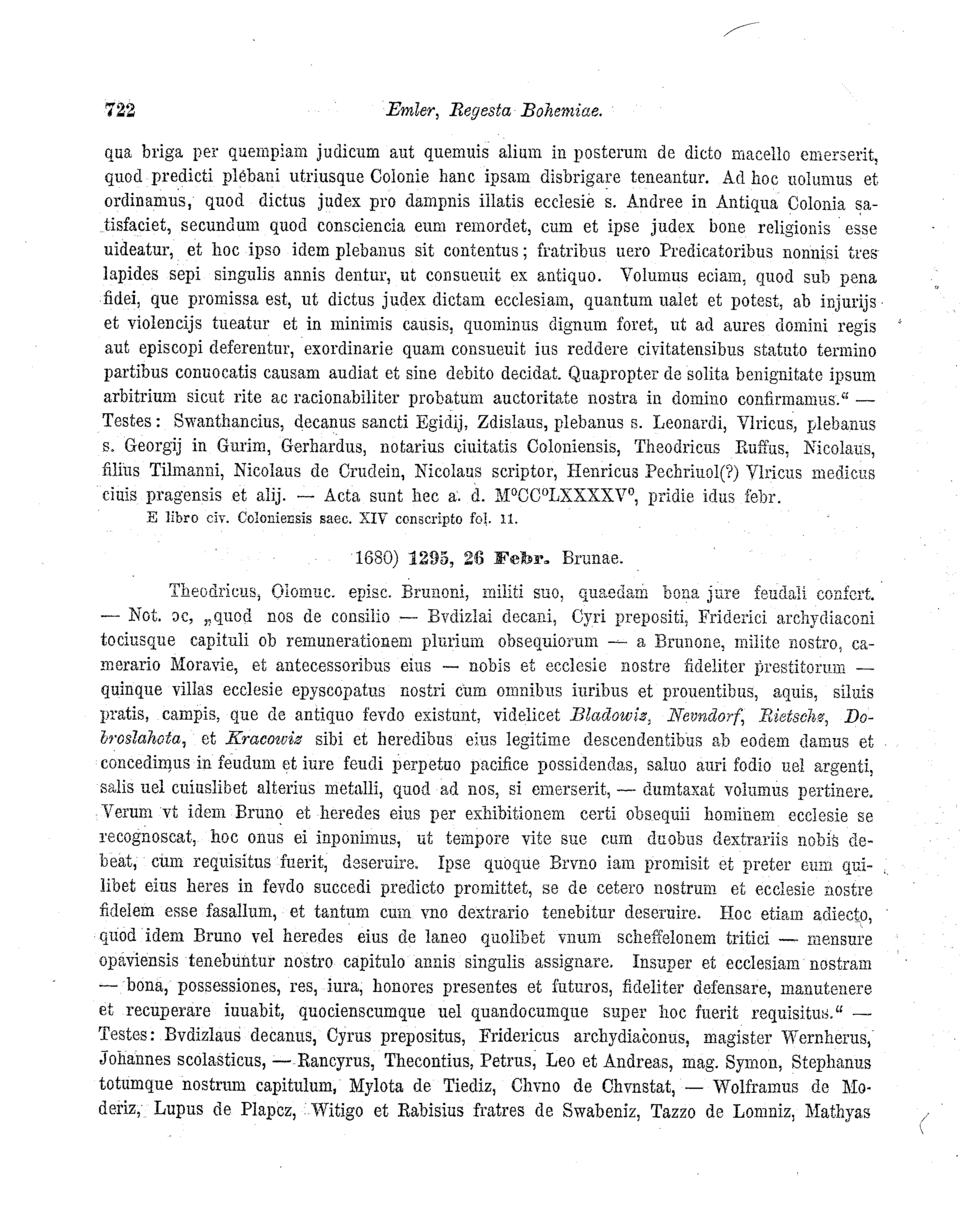 722 Emler, Regesta Bohemiae.
qua briga per quempiam judicum aut quemuis alium in posterum de dicto macello emerserit,
quod predicti plebani utriusque Colonie hanc ipsam disbrigare teneantur. Ad hoc uolumus et
ordinamus, quod dictus judex pro dampnis illatis ecclesie s. Andree in Antiqua Colonia sa-
tisfaciet, secundum quod consciencia eum remordet, cum et ipse judex bone religionis esse
uideatur, et hoc ipso idem plebanus sit contentus; fratribus uero Predicatoribus nonnisi tres
lapides sepi singulis annis dentur, ut consueuit ex antiquo. Volumus eciam, quod sub pena
fidei, que promissa est, ut dictus judex dictam ecclesiam, quantum ualet et potest, ab injurijs
et violencijs tueatur et in minimis causis, quominus dignum foret, ut ad aures domini regis
aut episcopi deferentur, exordinarie quam consueuit ius reddere civitatensibus statuto termino
partibus conuocatis causam audiat et sine debito decidat. Quapropter de solita benignitate ipsum
arbitrium sicut rite ac racionabiliter probatum auctoritate nostra in domino confirmamus.“ —
Testes: Swanthancius, decanus sancti Egidij, Zdislaus, plebanus s. Leonardi, Vlricus, plebanus
s. Georgij in Gurim, Gerhardus, notarius ciuitatis Coloniensis, Theodricus Ruffus, Nicolaus,
filius Tilmanni, Nicolaus de Crudein, Nicolaus scriptor, Henricus Pechriuol(?) Vlricus medicus
ciuis pragensis et alij. — Acta sunt hec a. d. MºCCºLXXXXVº, pridie idus febr.
E libro civ. Coloniensis saec. XIV conscripto fol. 11.
1680) 1295, 26 Febr. Brunae.
Theodricus, Olomuc. episc. Brunoni, militi suo, quaedam bona jure feudali confert.
— Not. ɔc, „quod nos de consilio — Bvdizlai decani, Cyri prepositi, Friderici archydiaconi
tociusque capituli ob remunerationem plurium obsequiorum — a Brunone, milite nostro, ca-
merario Moravie, et antecessoribus eius — nobis et ecclesie nostre fideliter prestitorum —
quinque villas ecclesie epyscopatus nostri cum omnibus iuribus et prouentibus, aquis, siluis
pratis, campis, que de antiquo fevdo existunt, videlicet Bladowiz, Nevndorf, Rietschz, Do-
broslahota, et Kracowiz sibi et heredibus eius legitime descendentibus ab eodem damus et
concedimus in feudum et iure feudi perpetuo pacifice possidendas, saluo auri fodio uel argenti,
salis uel cuiuslibet alterius metalli, quod ad nos, si emerserit, — dumtaxat volumus pertinere.
Verum vt idem Bruno et heredes eius per exhibitionem certi obsequii hominem ecclesie se
recognoscat, hoc onus ei inponimus, ut tempore vite sue cum duobus dextrariis nobis de-
beat, cum requisitus fuerit, deseruire. Ipse quoque Brvno iam promisit et preter eum qui-
libet eius heres in fevdo succedi predicto promittet, se de cetero nostrum et ecclesie nostre
fidelem esse fasallum, et tantum cum vno dextrario tenebitur deseruire. Hoc etiam adiecto,
quod idem Bruno vel heredes eius de laneo quolibet vnum scheffelonem tritici — mensure
opaviensis tenebuntur nostro capitulo annis singulis assignare. Insuper et ecclesiam nostram
— bona, possessiones, res, iura, honores presentes et futuros, fideliter defensare, manutenere
et recuperare iuuabit, quocienscumque uel quandocumque super hoc fuerit requisitus.“ —
Testes: Bvdizlaus decanus, Cyrus prepositus, Fridericus archydiaconus, magister Wernherus,
Johannes scolasticus, — Rancyrus, Thecontius, Petrus, Leo et Andreas, mag. Symon, Stephanus
totumque nostrum capitulum, Mylota de Tiediz, Chvno de Chvnstat, — Wolframus de Mo-
deriz, Lupus de Plapcz, Witigo et Rabisius fratres de Swabeniz, Tazzo de Lomniz, Mathyas